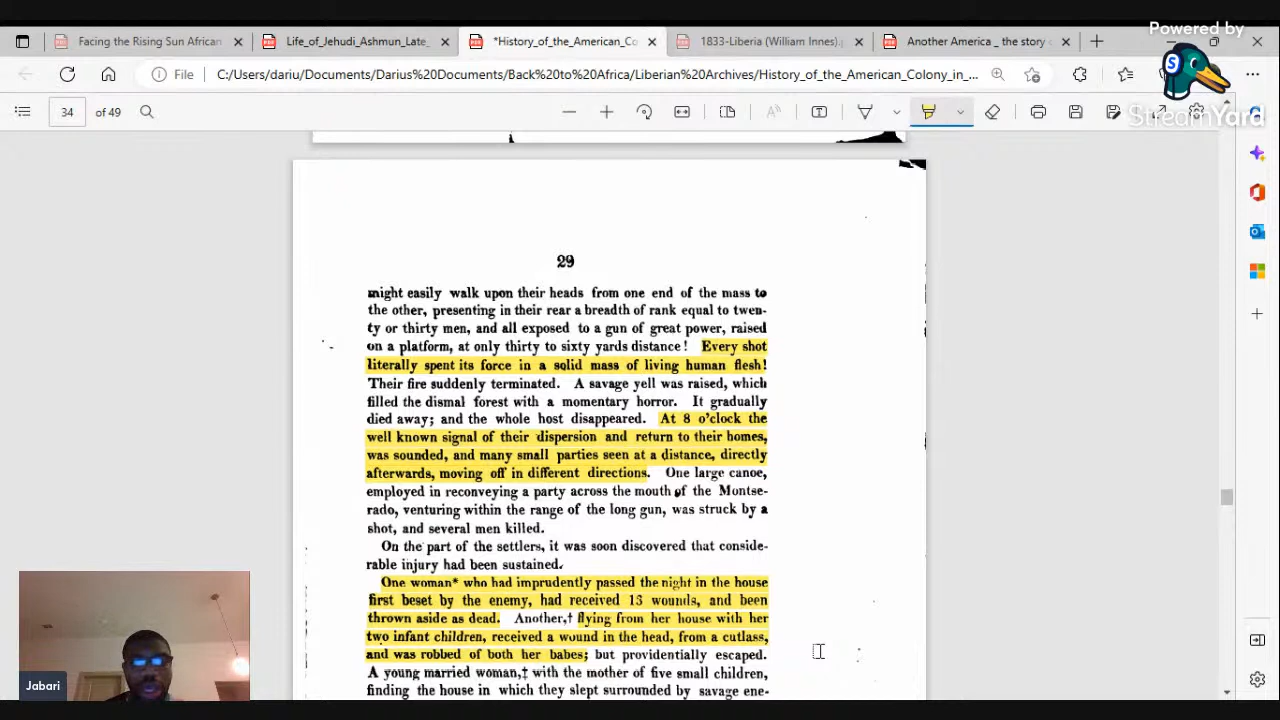 Powered by
StreamYard
Facing the Rising Sun African
Life_of_Jehudi_Ashmun_Late_
*History_of_the_American_Co
1833-Liberia (William Innes).p
Another America _ the story o
File
C:/Users/dariu/Documents/Darius%20Documents/Back%20to%20Africa/Liberian%20Archives/History_of_the_American_Colony_in_...
34 of 49
29
might easily walk upon their heads from one end of the mass to
the other, presenting in their rear a breadth of rank equal to twen-
ty or thirty men, and all exposed to a gun of great power, raised
on a platform, at only thirty to sixty yards distance! Every shot
literally spent its force in a solid mass of living human flesh!
Their fire suddenly terminated. A savage yell was raised, which
filled the dismal forest with a momentary horror. It gradually
died away; and the whole host disappeared. At 8 o'clock the
well known signal of their dispersion and return to their homes,
was sounded, and many small parties seen at a distance, directly
afterwards, moving off in different directions. One large canoe,
employed in reconveying a party across the mouth of the Montse-
rado, venturing within the range of the long gun, was struck by a
shot, and several men killed.
On the part of the settlers, it was soon discovered that conside-
rable injury had been sustained.
One woman* who had imprudently passed the night in the house
first beset by the enemy, had received 13 wounds, and been
thrown aside as dead. Another,† flying from her house with her
two infant children, received a wound in the head, from a cutlass,
and was robbed of both her babes; but providentially escaped.
A young married woman,‡ with the mother of five small children,
finding the house in which they slept surrounded by savage ene-
Jabari